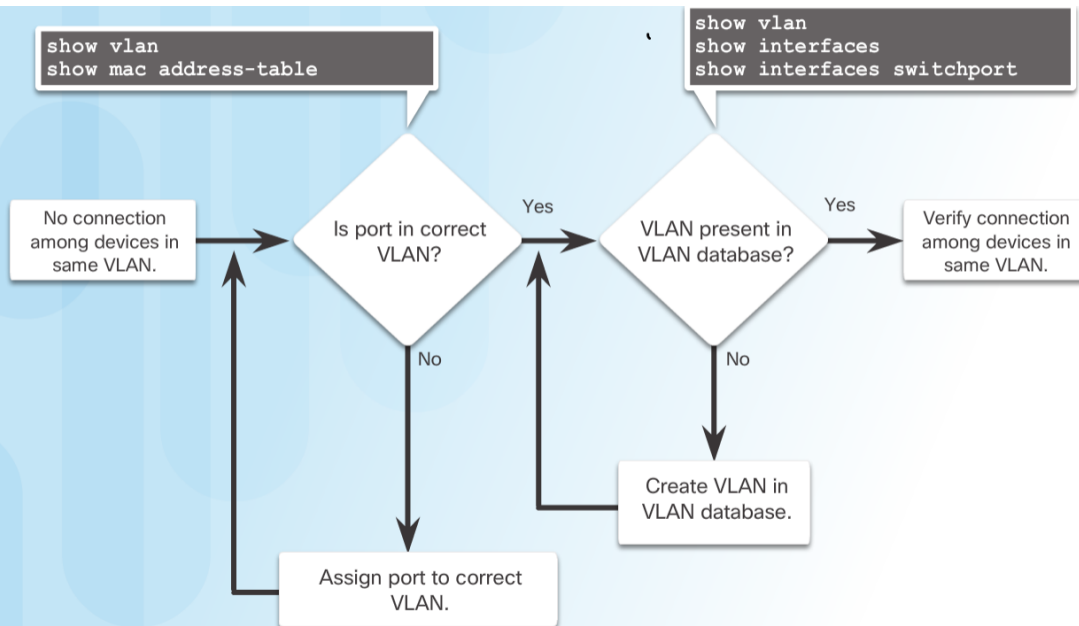 show vlan
show mac address-table
show vlan
show interfaces
show interfaces switchport
No connection
among devices in
same VLAN.
Is port in correct
VLAN?
Yes
VLAN present in
VLAN database?
Yes
Verify connection
among devices in
same VLAN.
No
No
Create VLAN in
VLAN database.
Assign port to correct
VLAN.